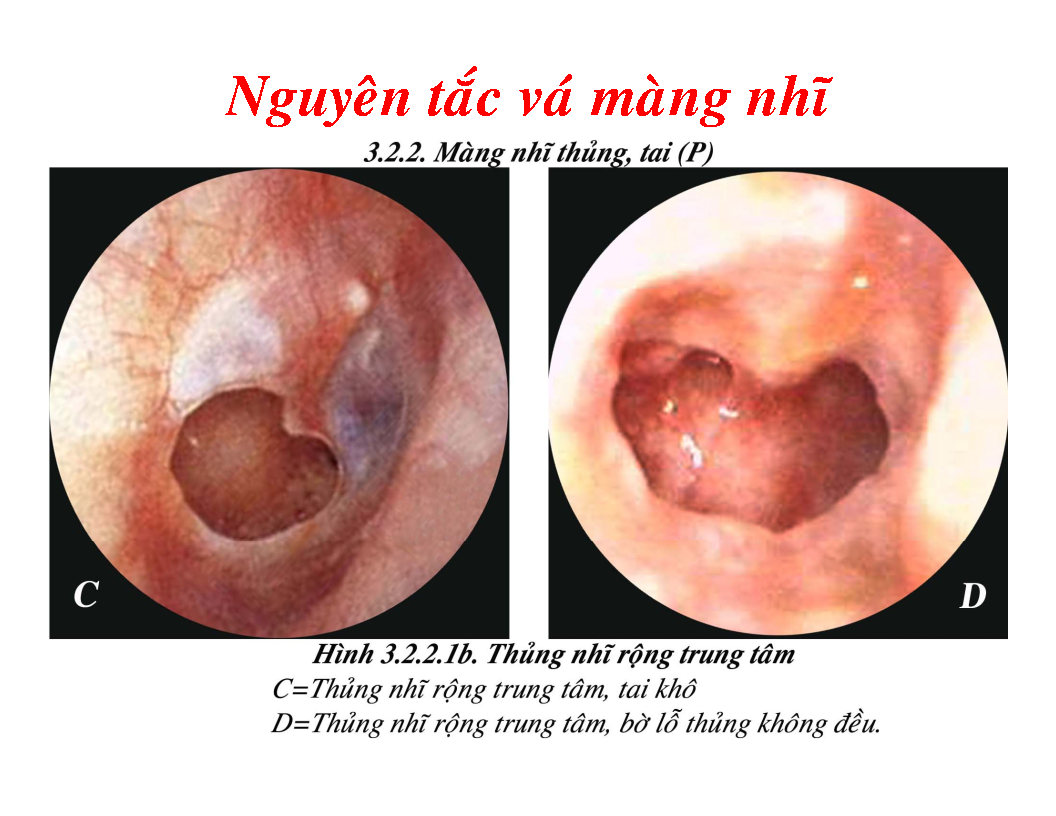 Nguyên tắc vá màng nhĩ
3.2.2. Màng nhĩ thủng, tai (P)
C
D
Hình 3.2.2.1b. Thủng nhĩ rộng trung tâm
C=Thủng nhĩ rộng trung tâm, tai khô
D=Thủng nhĩ rộng trung tâm, bờ lỗ thủng không đều.